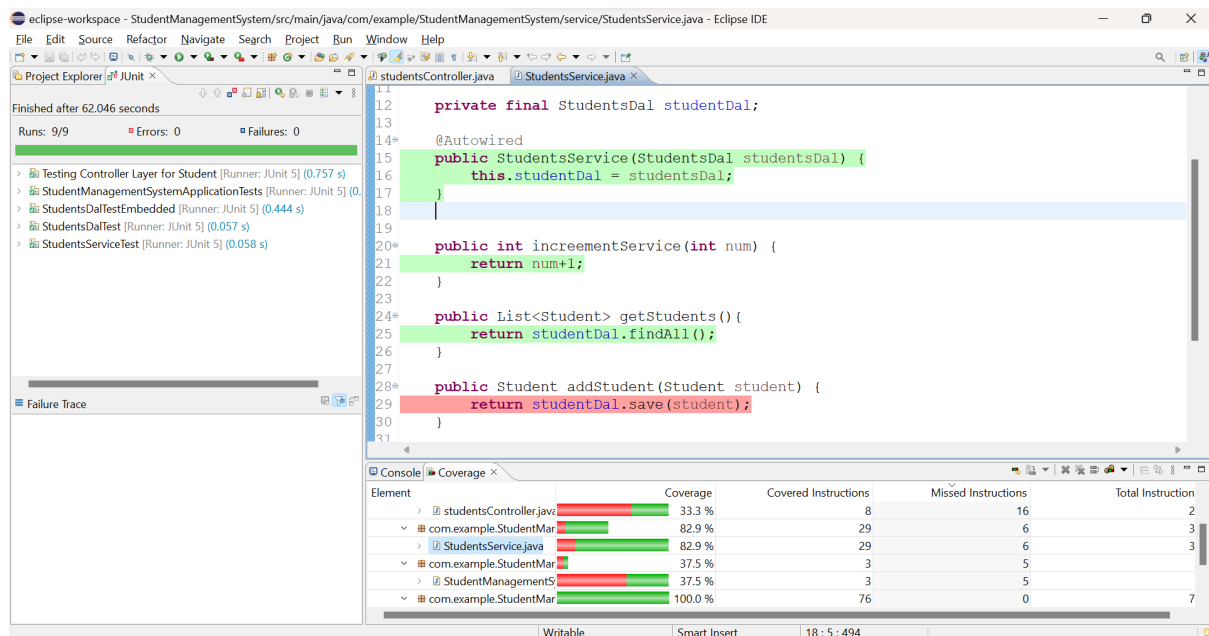 eclipse-workspace - StudentManagementSystem/src/main/java/com/example/StudentManagementSystem/service/StudentsService.java - Eclipse IDE
File Edit Source Refactor Navigate Search Project Run Window Help
Project Explorer JUnit ×
Finished after 62.046 seconds
Runs: 9/9 Errors: 0 Failures: 0
Testing Controller Layer for Student [Runner: JUnit 5] (0.757 s)
StudentManagementSystemApplicationTests [Runner: JUnit 5] (0.
StudentsDalTestEmbedded [Runner: JUnit 5] (0.444 s)
StudentsDalTest [Runner: JUnit 5] (0.057 s)
StudentsServiceTest [Runner: JUnit 5] (0.058 s)
Failure Trace
studentsController.java StudentsService.java ×
11
12 private final StudentsDal studentDal;
13
14 @Autowired
15 public StudentsService(StudentsDal studentsDal) {
16 this.studentDal = studentsDal;
17 }
18
19
20 public int increementService(int num) {
21 return num+1;
22 }
23
24 public List<Student> getStudents(){
25 return studentDal.findAll();
26 }
27
28 public Student addStudent(Student student) {
29 return studentDal.save(student);
30 }
31
Console Coverage ×
Element Coverage Covered Instructions Missed Instructions Total Instruction
studentsController.java 33.3 % 8 16 2
com.example.StudentMar 82.9 % 29 6 3
StudentsService.java 82.9 % 29 6 3
com.example.StudentMar 37.5 % 3 5
StudentManagementS 37.5 % 3 5
com.example.StudentMar 100.0 % 76 0 7
Writable Smart Insert 18 : 5 : 494